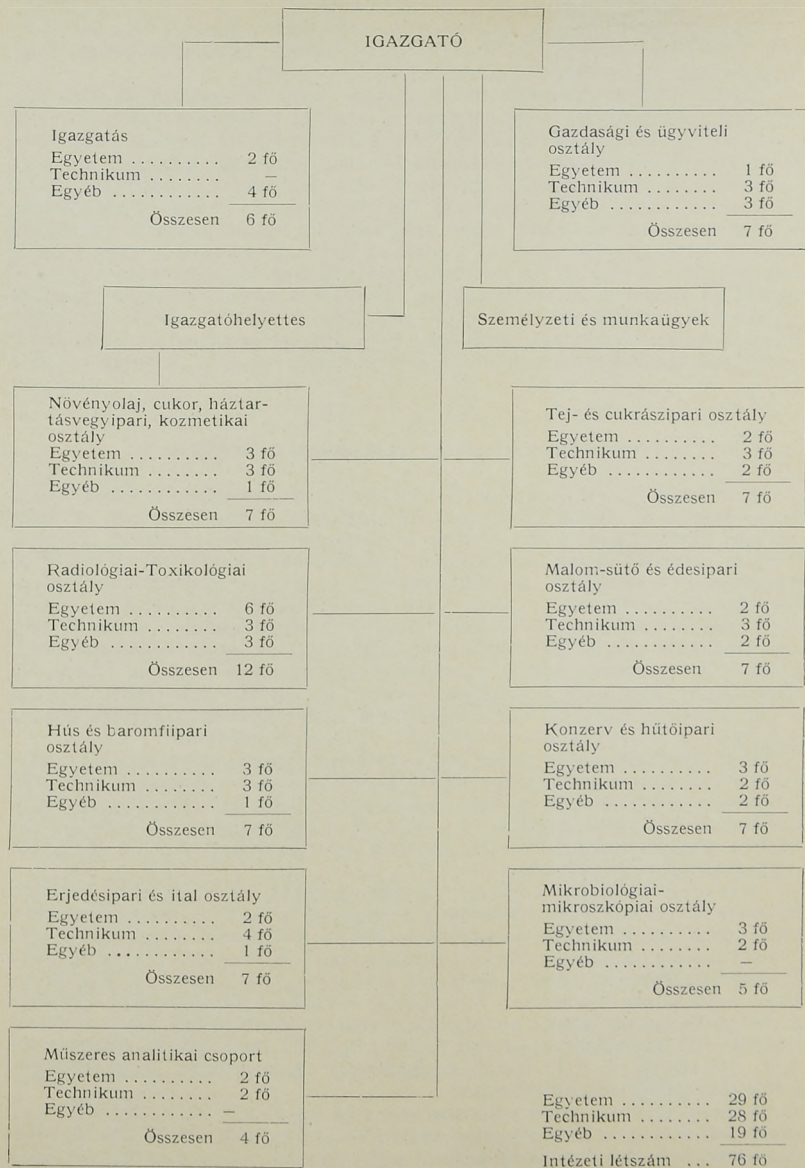 IGAZGATÓ
Igazgatás
Egyetem .......... 2 fő
Technikum ........ –
Egyéb ............ 4 fő
Összesen 6 fő
Gazdasági és ügyviteli
osztály
Egyetem .......... 1 fő
Technikum ........ 3 fő
Egyéb ............ 3 fő
Összesen 7 fő
Igazgatóhelyettes
Személyzeti és munkaügyek
Növényolaj, cukor, háztar-
tásvegyipari, kozmetikai
osztály
Egyetem .......... 3 fő
Technikum ........ 3 fő
Egyéb ............ 1 fő
Összesen 7 fő
Tej- és cukrászipari osztály
Egyetem .......... 2 fő
Technikum ........ 3 fő
Egyéb ............ 2 fő
Összesen 7 fő
Radiológiai-Toxikológiai
osztály
Egyetem .......... 6 fő
Technikum ........ 3 fő
Egyéb ............ 3 fő
Összesen 12 fő
Malom-sütő és édesipari
osztály
Egyetem .......... 2 fő
Technikum ........ 3 fő
Egyéb ............ 2 fő
Összesen 7 fő
Hús és baromfiipari
osztály
Egyetem .......... 3 fő
Technikum ........ 3 fő
Egyéb ............ 1 fő
Összesen 7 fő
Konzerv és hűtőipari
osztály
Egyetem .......... 3 fő
Technikum ........ 2 fő
Egyéb ............ 2 fő
Összesen 7 fő
Erjedésipari és ital osztály
Egyetem .......... 2 fő
Technikum ........ 4 fő
Egyéb ............ 1 fő
Összesen 7 fő
Mikrobiológiai-
mikroszkópiai osztály
Egyetem .......... 3 fő
Technikum ........ 2 fő
Egyéb ............ –
Összesen 5 fő
Műszeres analitikai csoport
Egyetem .......... 2 fő
Technikum ........ 2 fő
Egyéb ............ –
Összesen 4 fő
Egyetem .......... 29 fő
Technikum ........ 28 fő
Egyéb ............ 19 fő
Intézeti létszám ... 76 fő